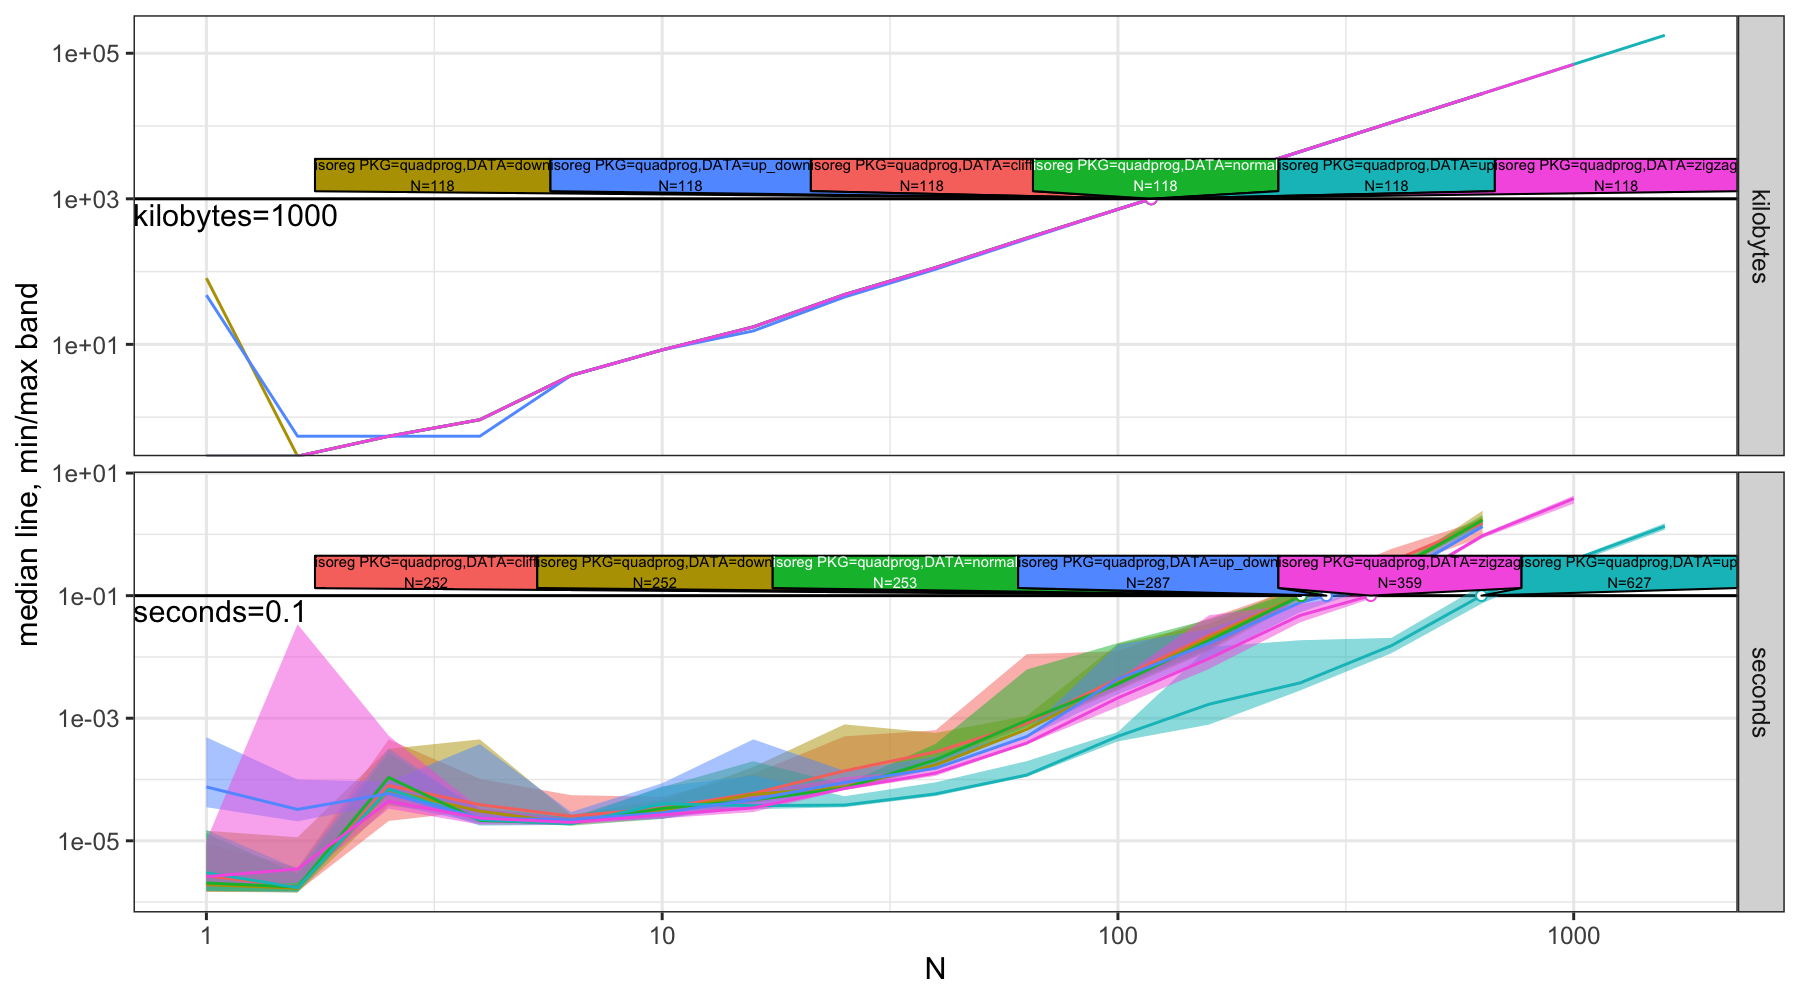 1e+05
isoreg PKG=quadprog,DATA=down
N=118
isoreg PKG=quadprog,DATA=up_down
N=118
isoreg PKG=quadprog,DATA=cliff
N=118
isoreg PKG=quadprog,DATA=normal
N=118
isoreg PKG=quadprog,DATA=up
N=118
isoreg PKG=quadprog,DATA=zigzag
N=118
1e+03
kilobytes=1000
1e+01
kilobytes
median line, min/max band
1e+01
isoreg PKG=quadprog,DATA=cliff
N=252
isoreg PKG=quadprog,DATA=down
N=252
isoreg PKG=quadprog,DATA=normal
N=253
isoreg PKG=quadprog,DATA=up_down
N=287
isoreg PKG=quadprog,DATA=zigzag
N=359
isoreg PKG=quadprog,DATA=up
N=627
1e-01
seconds=0.1
1e-03
1e-05
seconds
1
10
100
1000
N